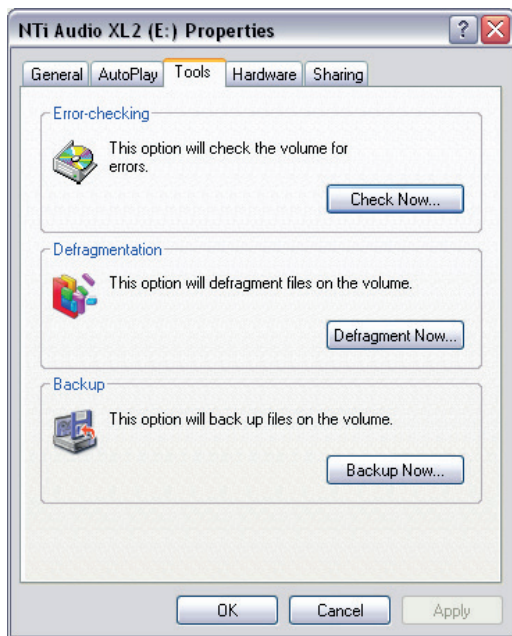 NTi Audio XL2 (E:) Properties
?
General AutoPlay Tools Hardware Sharing
Error-checking
This option will check the volume for
errors.
Check Now...
Defragmentation
This option will defragment files on the volume.
Defragment Now...
Backup
This option will back up files on the volume.
Backup Now...
OK Cancel Apply